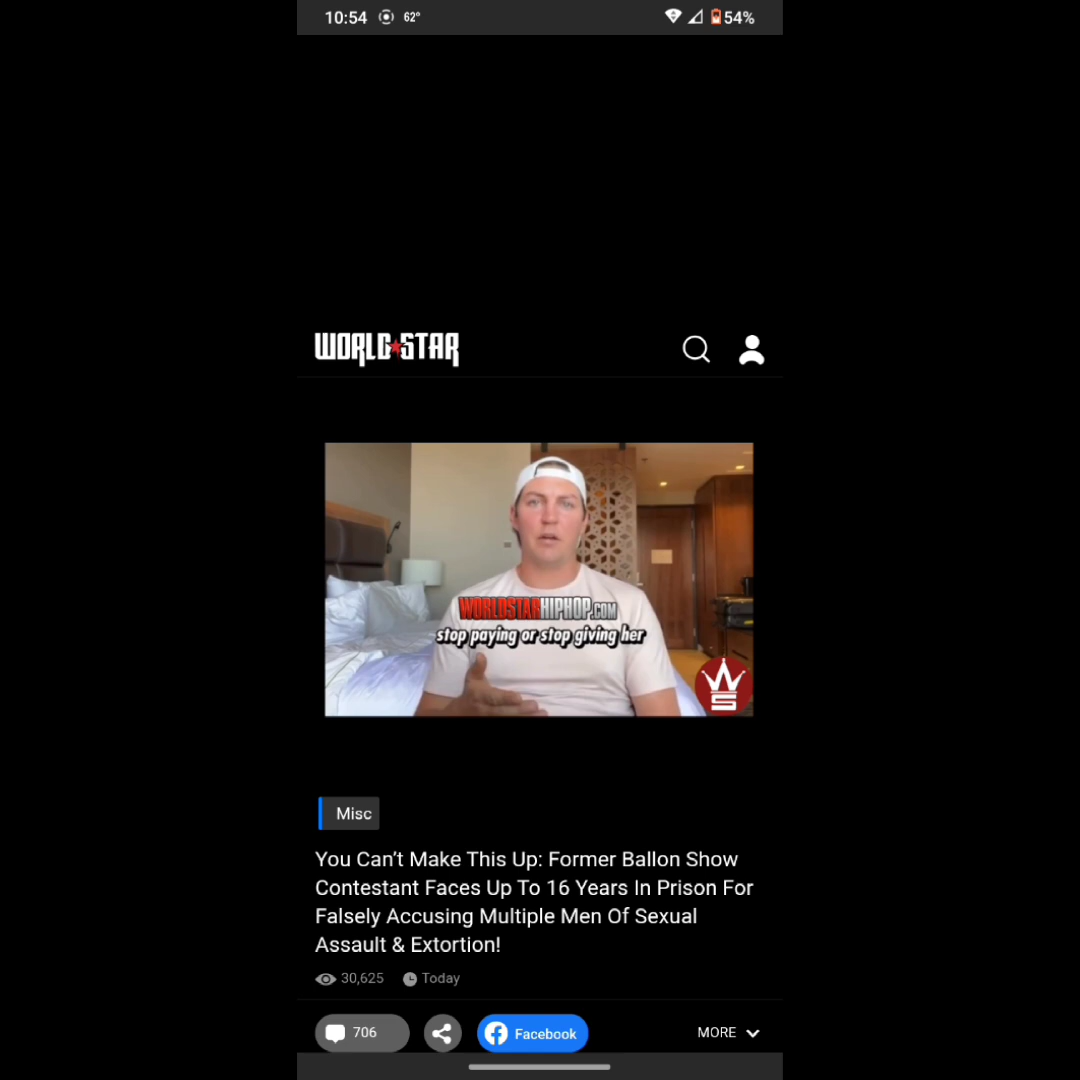 10:54 62° 54%
WORLDSTAR
WORLDSTARHIPHOP.COM
stop paying or stop giving her
WS
Misc
You Can’t Make This Up: Former Ballon Show
Contestant Faces Up To 16 Years In Prison For
Falsely Accusing Multiple Men Of Sexual
Assault & Extortion!
30,625 Today
706 Facebook MORE